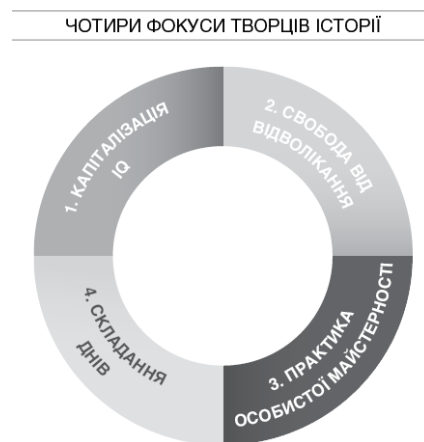 ЧОТИРИ ФОКУСИ ТВОРЦІВ ІСТОРІЇ
1. КАПІТАЛІЗАЦІЯ
IQ
2. СВОБОДА ВІД
ВІДВОЛІКАННЯ
3. ПРАКТИКА
ОСОБИСТОЇ МАЙСТЕРНОСТІ
4. СКЛАДАННЯ
ДНІВ